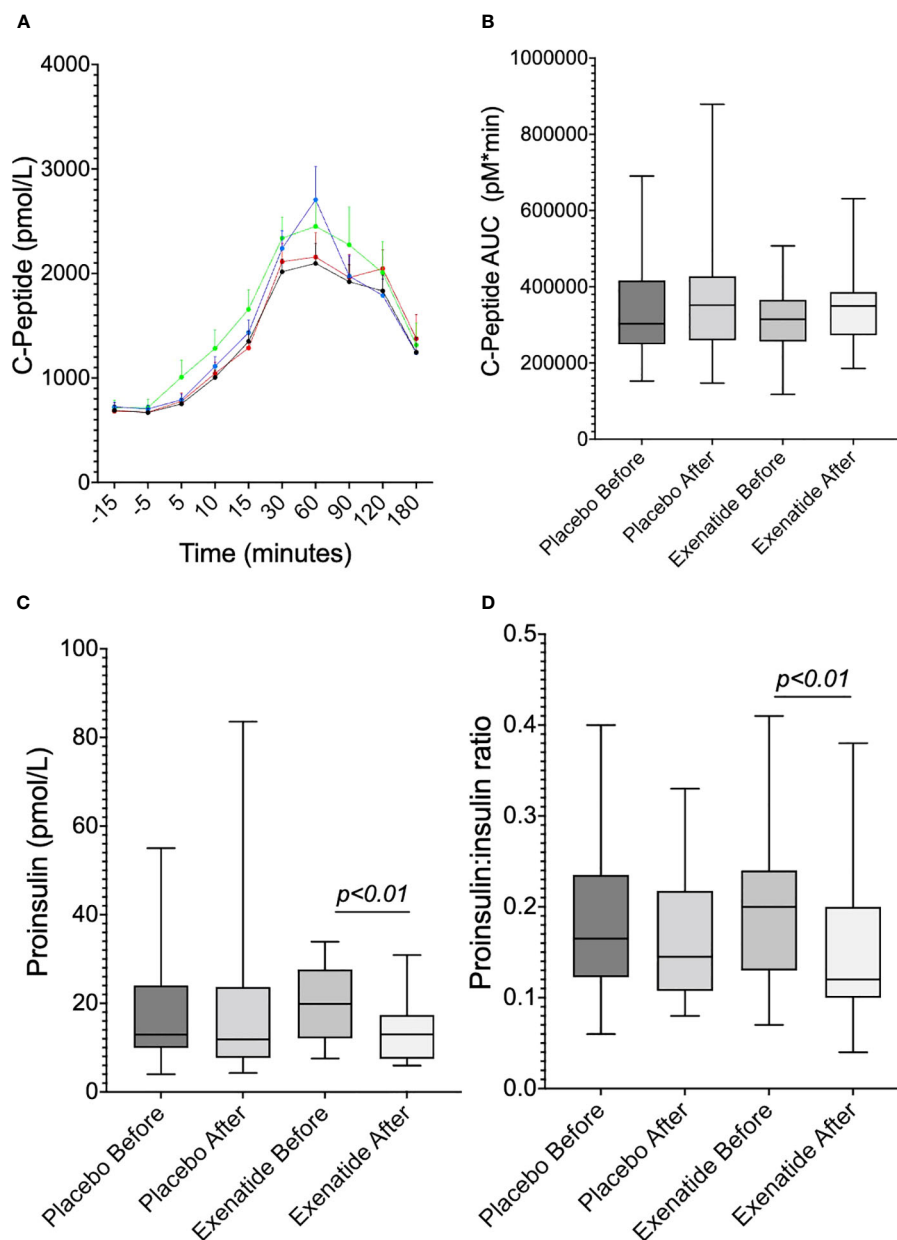 A
C-Peptide (pmol/L)
4000
3000
2000
1000
0
-15
-5
5
10
15
30
60
90
120
180
Time (minutes)
B
C-Peptide AUC (pM*min)
1000000
800000
600000
400000
200000
0
Placebo Before
Placebo After
Exenatide Before
Exenatide After
C
Proinsulin (pmol/L)
100
80
60
40
20
0
p<0.01
Placebo Before
Placebo After
Exenatide Before
Exenatide After
D
Proinsulin:insulin ratio
0.5
0.4
0.3
0.2
0.1
0.0
p<0.01
Placebo Before
Placebo After
Exenatide Before
Exenatide After